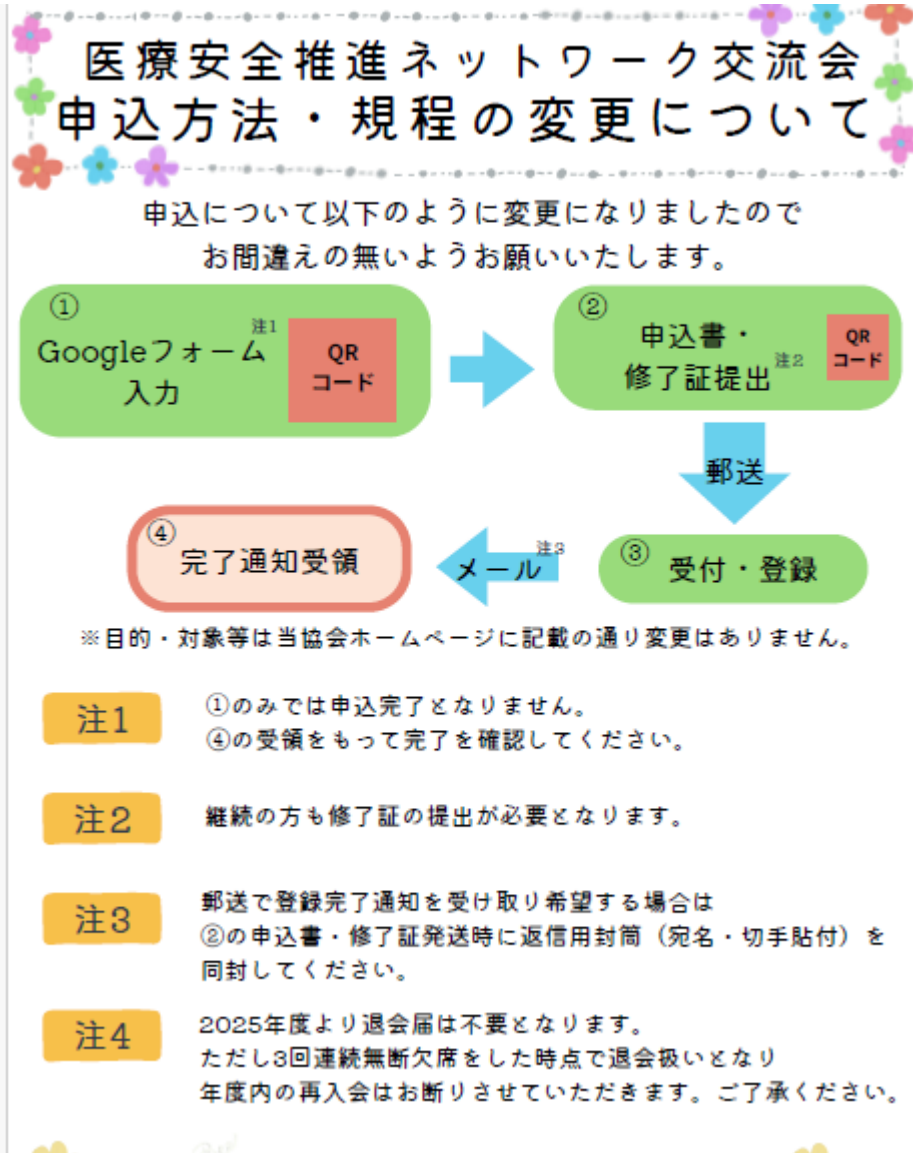 医療安全推進ネットワーク交流会
申込方法・規程の変更について
申込について以下のように変更になりましたので
お間違えの無いようお願いいたします。
①
Googleフォーム 注1
入力
QR
コード
②
申込書・
修了証提出 注2
QR
コード
郵送
③
受付・登録
メール 注3
④
完了通知受領
※目的・対象等は当協会ホームページに記載の通り変更はありません。
注1
①のみでは申込完了となりません。
④の受領をもって完了を確認してください。
注2
継続の方も修了証の提出が必要となります。
注3
郵送で登録完了通知を受け取り希望する場合は
②の申込書・修了証発送時に返信用封筒（宛名・切手貼付）を
同封してください。
注4
2025年度より退会届は不要となります。
ただし3回連続無断欠席をした時点で退会扱いとなり
年度内の再入会はお断りさせていただきます。ご了承ください。